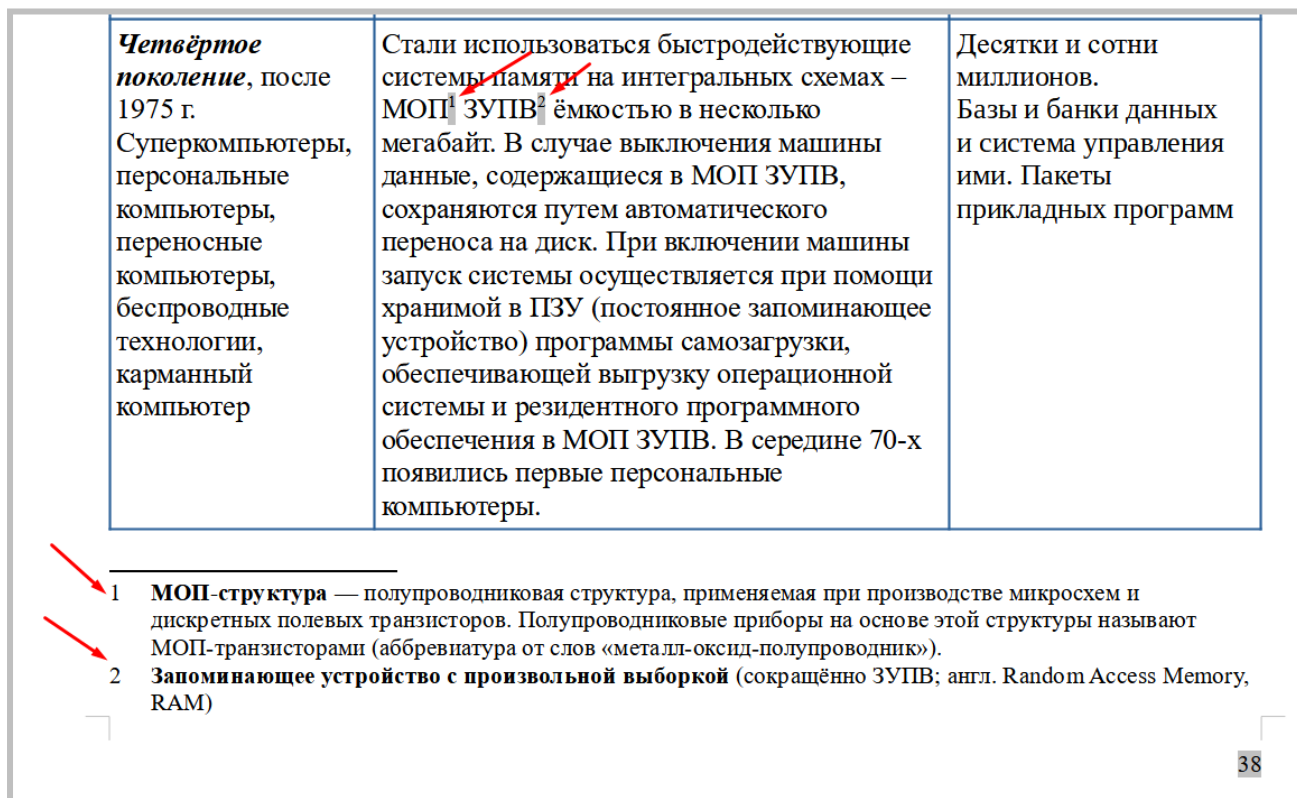 Четвёртое
поколение, после
1975 г.
Суперкомпьютеры,
персональные
компьютеры,
переносные
компьютеры,
беспроводные
технологии,
карманный
компьютер
Стали использоваться быстродействующие
системы памяти на интегральных схемах –
МОП1 ЗУПВ2 ёмкостью в несколько
мегабайт. В случае выключения машины
данные, содержащиеся в МОП ЗУПВ,
сохраняются путем автоматического
переноса на диск. При включении машины
запуск системы осуществляется при помощи
хранимой в ПЗУ (постоянное запоминающее
устройство) программы самозагрузки,
обеспечивающей выгрузку операционной
системы и резидентного программного
обеспечения в МОП ЗУПВ. В середине 70-х
появились первые персональные
компьютеры.
Десятки и сотни
миллионов.
Базы и банки данных
и система управления
ими. Пакеты
прикладных программ
1 МОП-структура — полупроводниковая структура, применяемая при производстве микросхем и
дискретных полевых транзисторов. Полупроводниковые приборы на основе этой структуры называют
МОП-транзисторами (аббревиатура от слов «металл-оксид-полупроводник»).
2 Запоминающее устройство с произвольной выборкой (сокращённо ЗУПВ; англ. Random Access Memory,
RAM)
38